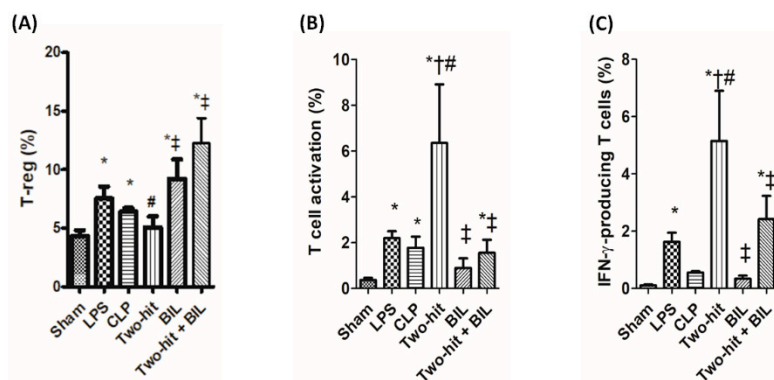 (A)
T-reg (%)
20
15
10
5
0
*
*
#
*‡
*‡
Sham
LPS
CLP
Two-hit
BIL
Two-hit + BIL
(B)
T cell activation (%)
10
8
6
4
2
0
*
*
*†#
‡
*‡
Sham
LPS
CLP
Two-hit
BIL
Two-hit + BIL
(C)
IFN-γ-producing T cells (%)
8
6
4
2
0
*
*†#
‡
*‡
Sham
LPS
CLP
Two-hit
BIL
Two-hit + BIL